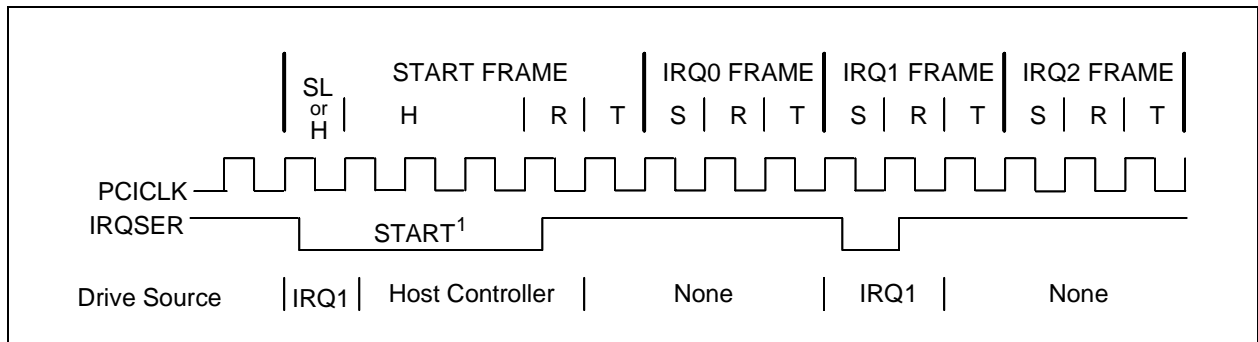 START FRAME IRQ0 FRAME IRQ1 FRAME IRQ2 FRAME
SL
or
H
H R T S R T S R T S R T
PCICLK
IRQSER
START1
Drive Source IRQ1 Host Controller None IRQ1 None